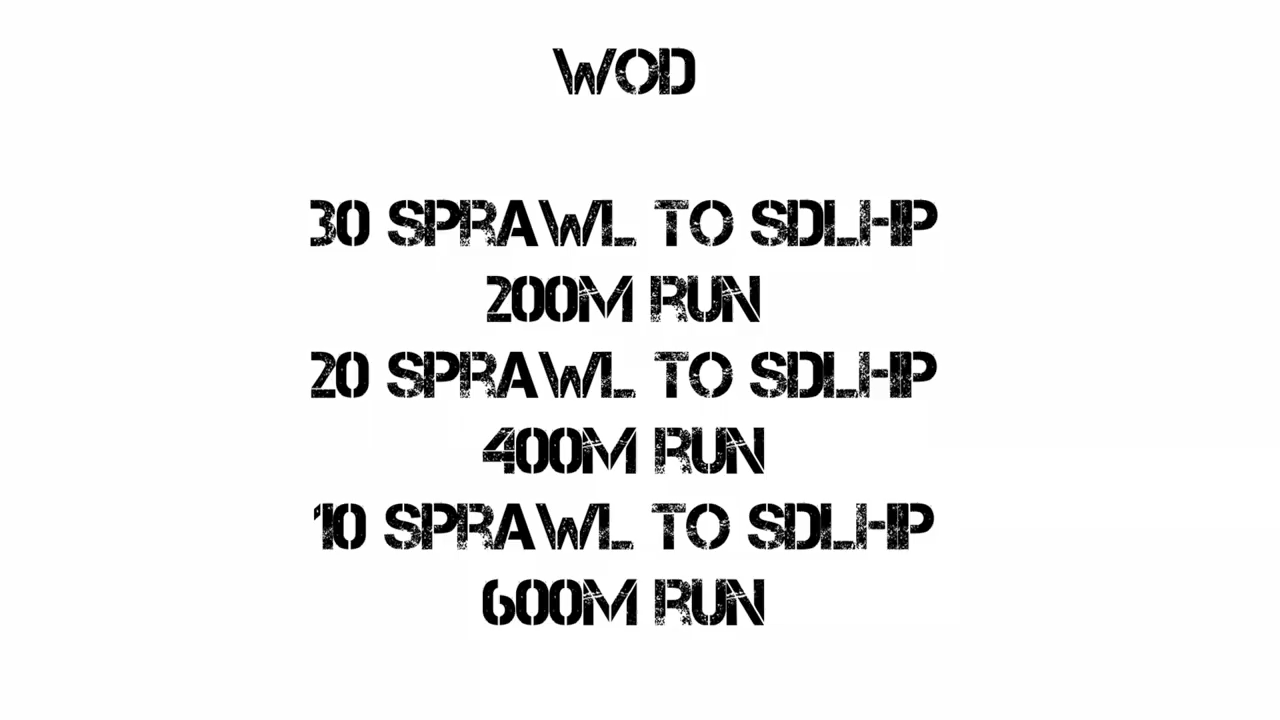 WOD
30 SPRAWL TO SDLHP
200M RUN
20 SPRAWL TO SDLHP
400M RUN
10 SPRAWL TO SDLHP
600M RUN